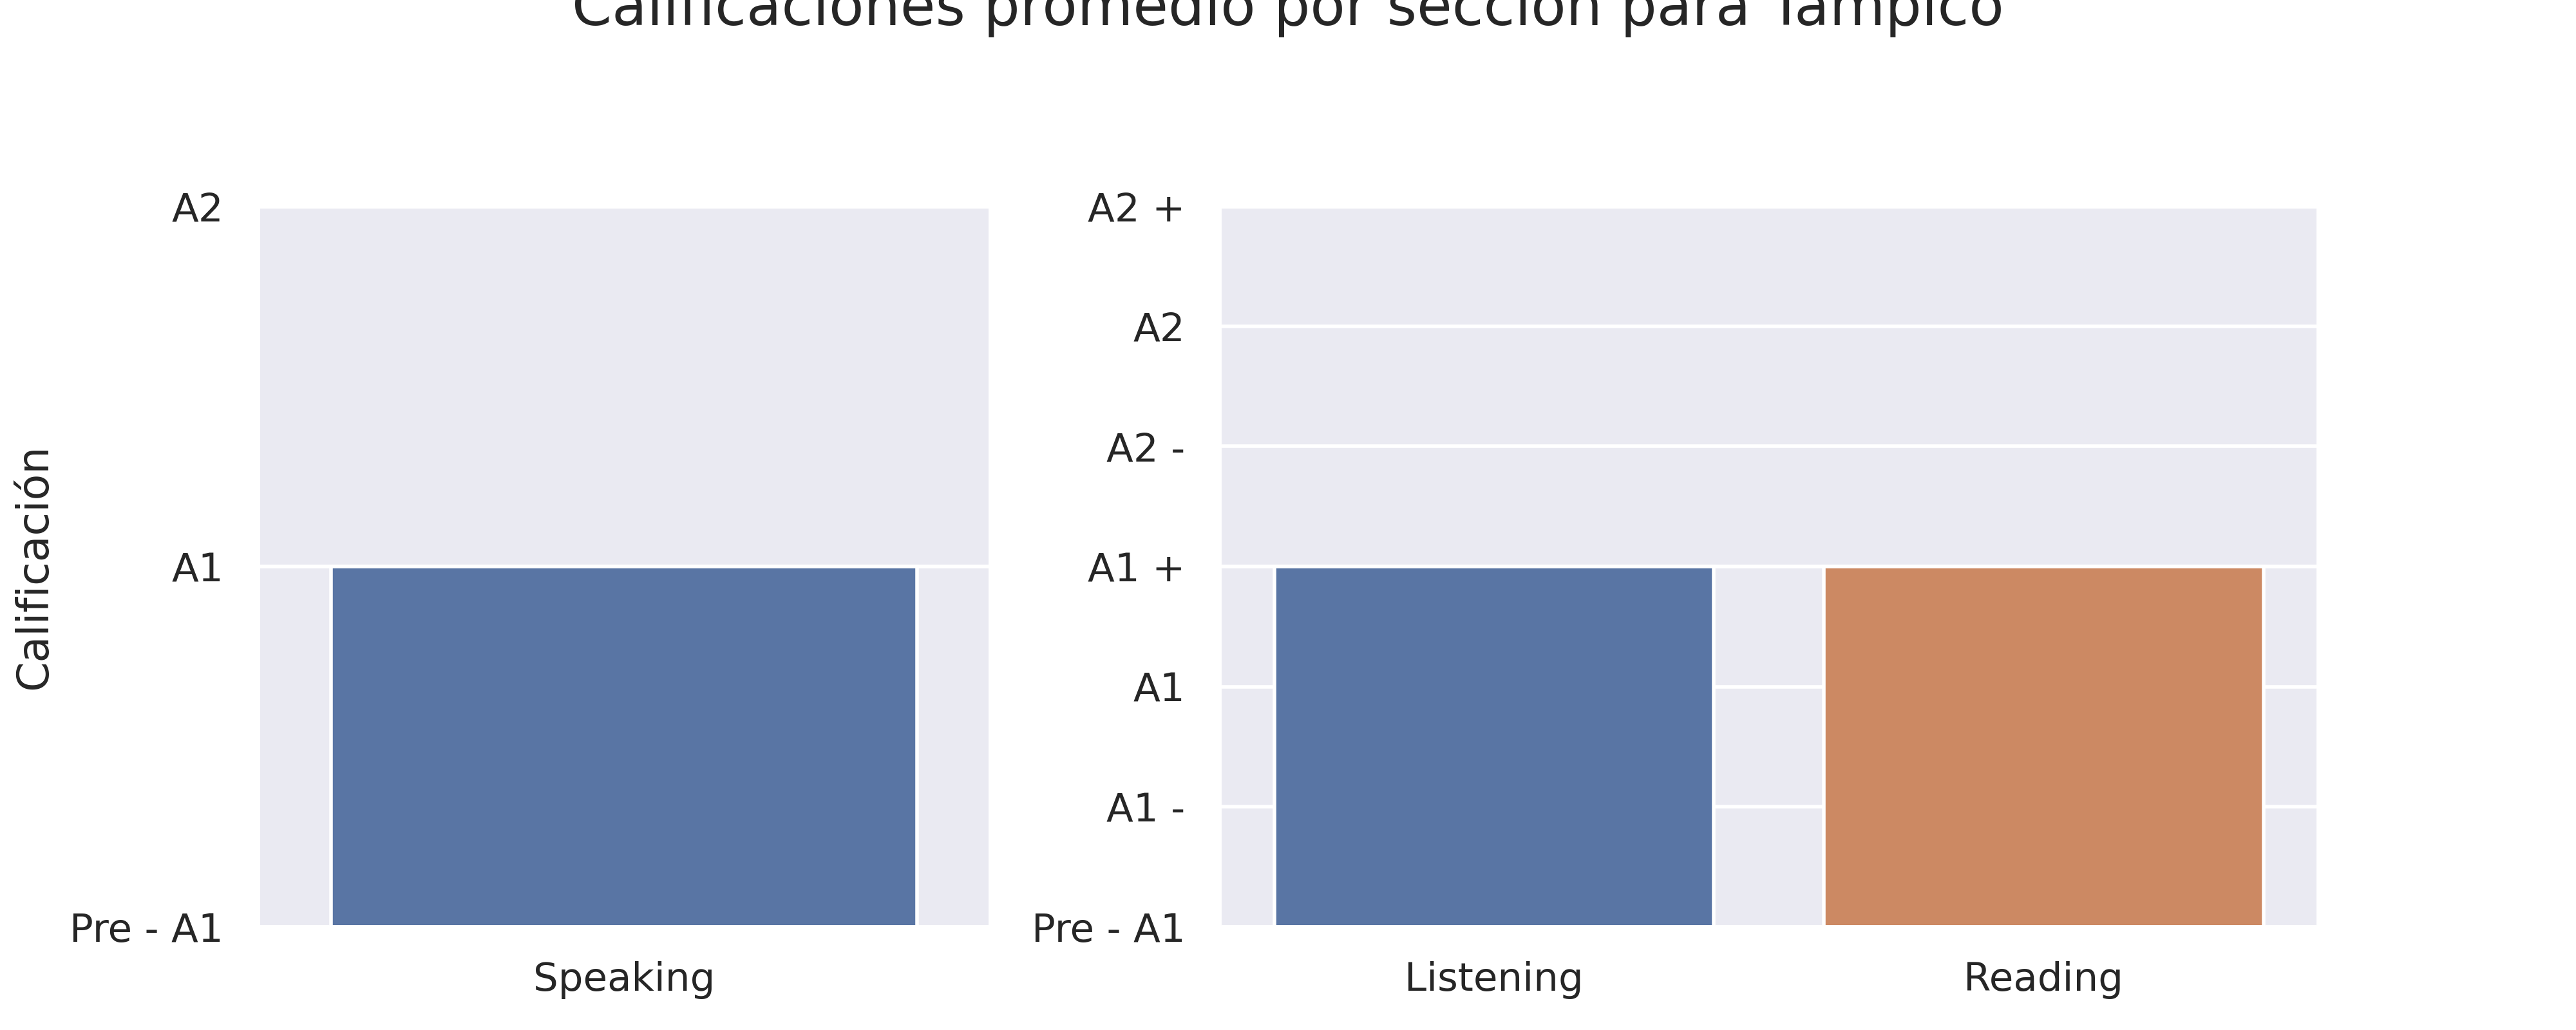 Calificaciones promedio por sección para Tampico
Calificación
A2
A1
Pre - A1
Speaking
A2 +
A2
A2 -
A1 +
A1
A1 -
Pre - A1
Listening
Reading